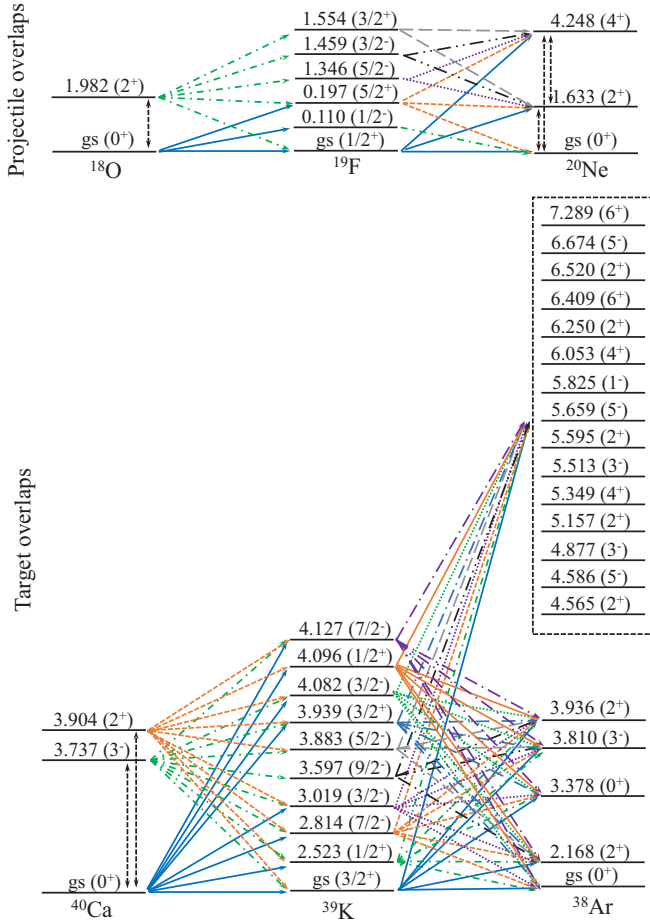 Projectile overlaps
1.982 (2⁺)
gs (0⁺)
¹⁸O
1.554 (3/2⁺)
1.459 (3/2⁻)
1.346 (5/2⁻)
0.197 (5/2⁺)
0.110 (1/2⁻)
gs (1/2⁺)
¹⁹F
4.248 (4⁺)
1.633 (2⁺)
gs (0⁺)
²⁰Ne
Target overlaps
3.904 (2⁺)
3.737 (3⁻)
gs (0⁺)
⁴⁰Ca
4.127 (7/2⁻)
4.096 (1/2⁺)
4.082 (3/2⁻)
3.939 (3/2⁺)
3.883 (5/2⁻)
3.597 (9/2⁻)
3.019 (3/2⁻)
2.814 (7/2⁻)
2.523 (1/2⁺)
gs (3/2⁺)
³⁹K
7.289 (6⁺)
6.674 (5⁻)
6.520 (2⁺)
6.409 (6⁺)
6.250 (2⁺)
6.053 (4⁺)
5.825 (1⁻)
5.659 (5⁻)
5.595 (2⁺)
5.513 (3⁻)
5.349 (4⁺)
5.157 (2⁺)
4.877 (3⁻)
4.586 (5⁻)
4.565 (2⁺)
3.936 (2⁺)
3.810 (3⁻)
3.378 (0⁺)
2.168 (2⁺)
gs (0⁺)
³⁸Ar